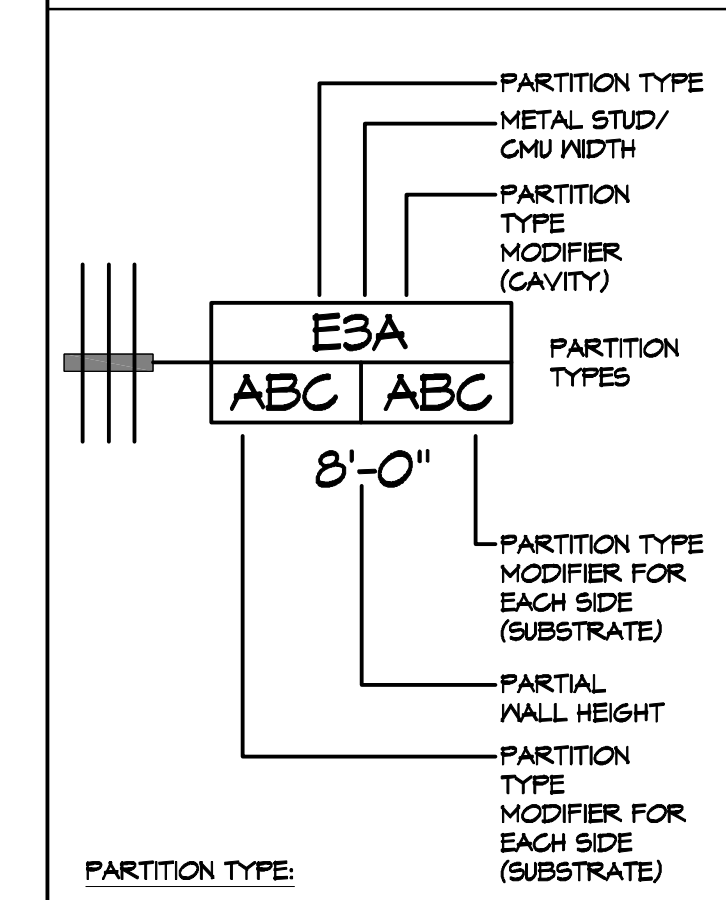 PARTITION TYPE
METAL STUD/
CMU WIDTH
PARTITION
TYPE
MODIFIER
(CAVITY)
E3A
ABC ABC
PARTITION
TYPES
8'-0"
PARTITION TYPE
MODIFIER FOR
EACH SIDE
(SUBSTRATE)
PARTIAL
WALL HEIGHT
PARTITION
TYPE
MODIFIER FOR
EACH SIDE
(SUBSTRATE)
PARTITION TYPE: